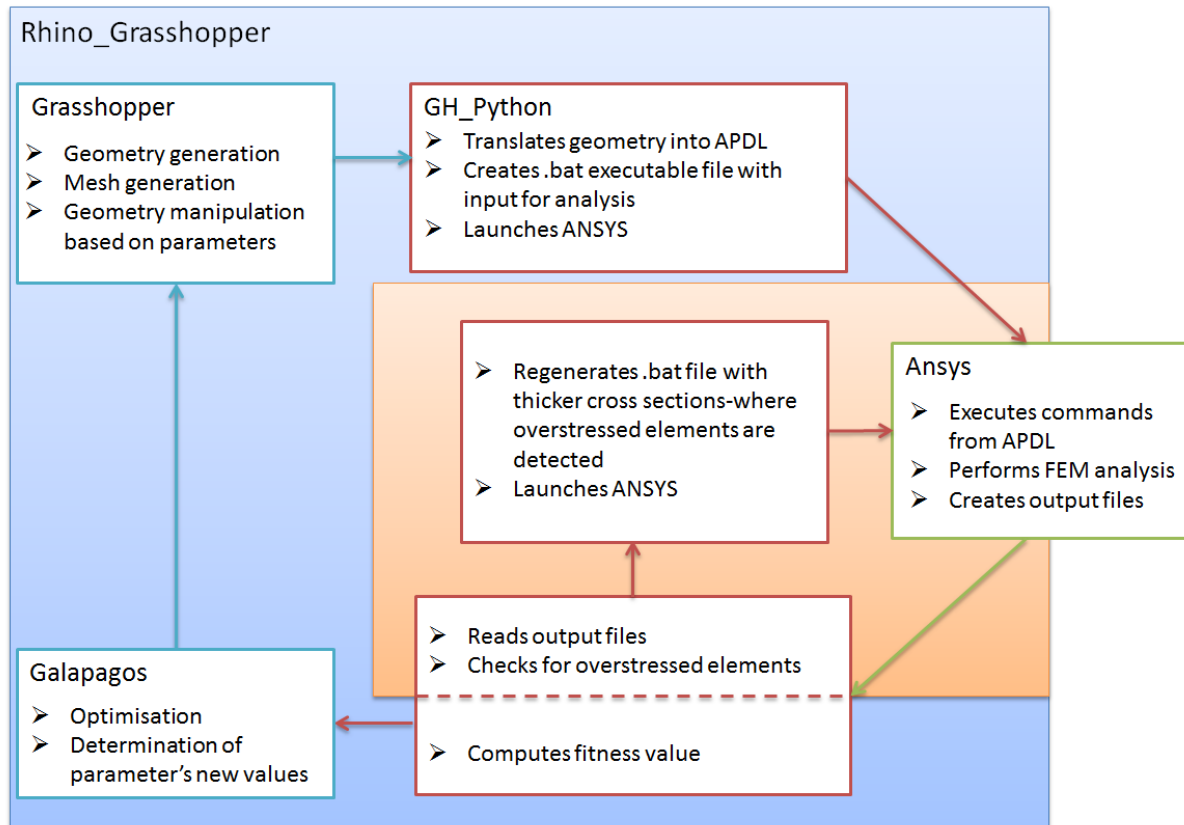 Rhino_Grasshopper
Grasshopper
➢ Geometry generation
➢ Mesh generation
➢ Geometry manipulation
based on parameters
GH_Python
➢ Translates geometry into APDL
➢ Creates .bat executable file with
input for analysis
➢ Launches ANSYS
➢ Regenerates .bat file with
thicker cross sections-where
overstressed elements are
detected
➢ Launches ANSYS
Ansys
➢ Executes commands
from APDL
➢ Performs FEM analysis
➢ Creates output files
➢ Reads output files
➢ Checks for overstressed elements
➢ Computes fitness value
Galapagos
➢ Optimisation
➢ Determination of
parameter's new values